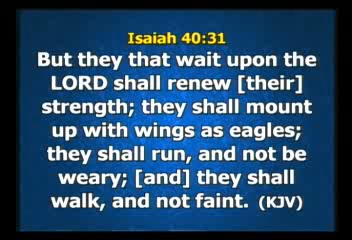 Isaiah 40:31
But they that wait upon the
LORD shall renew [their]
strength; they shall mount
up with wings as eagles;
they shall run, and not be
weary; [and] they shall
walk, and not faint. (KJV)